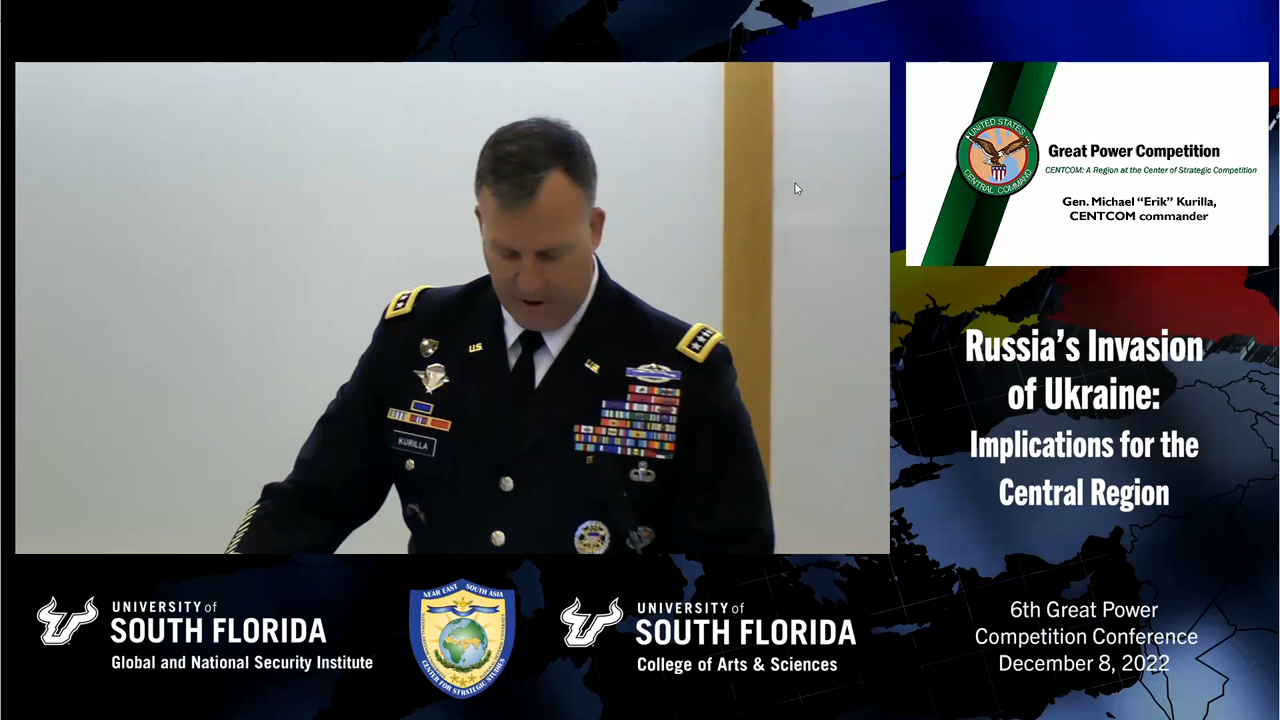 UNITED STATES
CENTRAL COMMAND
Great Power Competition
CENTCOM: A Region at the Center of Strategic Competition
Gen. Michael “Erik” Kurilla,
CENTCOM commander
U.S.
KURILLA
Russia’s Invasion
of Ukraine:
Implications for the
Central Region
UNIVERSITY of
SOUTH FLORIDA
Global and National Security Institute
NEAR EAST SOUTH ASIA
CENTER FOR STRATEGIC STUDIES
UNIVERSITY of
SOUTH FLORIDA
College of Arts & Sciences
6th Great Power
Competition Conference
December 8, 2022